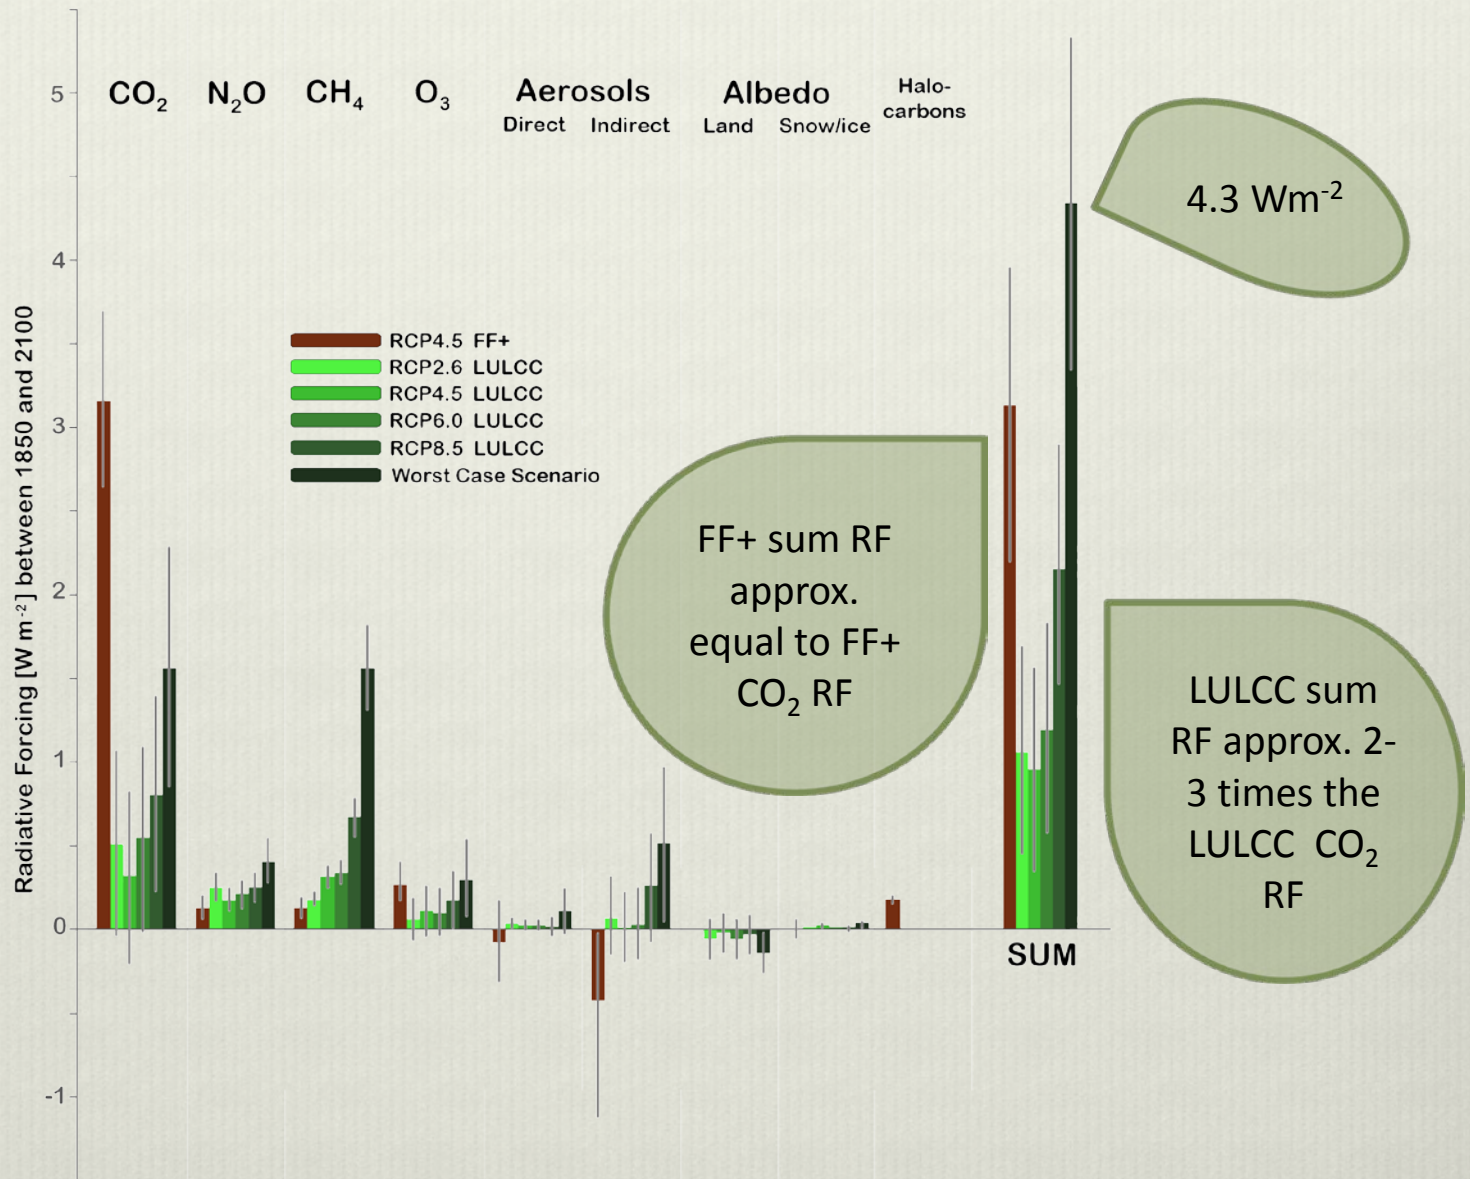 CO₂ N₂O CH₄ O₃ Aerosols Albedo Halo-
carbons
Direct Indirect Land Snow/ice
5
4
3
2
1
0
-1
Radiative Forcing [W m⁻²] between 1850 and 2100
RCP4.5 FF+
RCP2.6 LULCC
RCP4.5 LULCC
RCP6.0 LULCC
RCP8.5 LULCC
Worst Case Scenario
4.3 Wm⁻²
FF+ sum RF
approx.
equal to FF+
CO₂ RF
LULCC sum
RF approx. 2-
3 times the
LULCC CO₂
RF
SUM